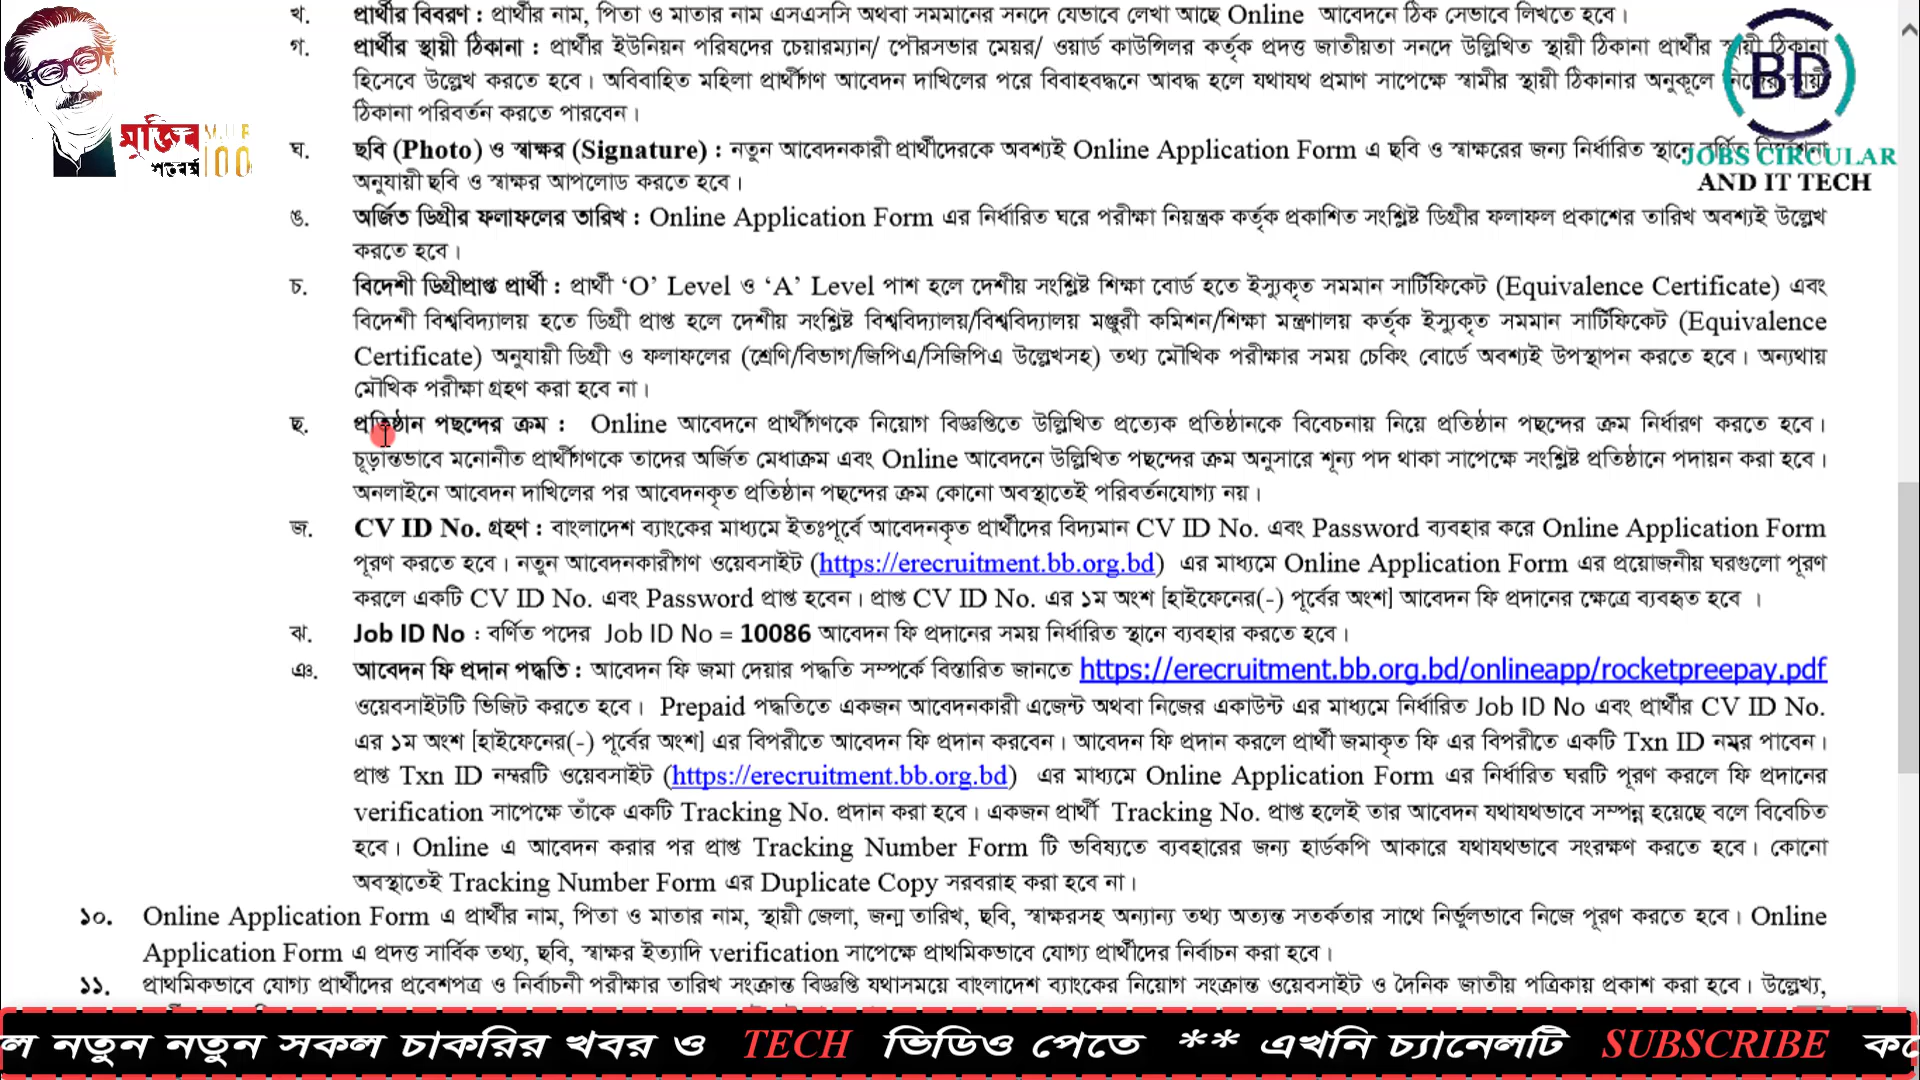 খ. প্রার্থীর বিবরণ : প্রার্থীর নাম, পিতা ও মাতার নাম এসএসসি অথবা সমমানের সনদে যেভাবে লেখা আছে Online আবেদনে ঠিক সেভাবে লিখতে হবে।
গ. প্রার্থীর স্থায়ী ঠিকানা : প্রার্থীর ইউনিয়ন পরিষদের চেয়ারম্যান/ পৌরসভার মেয়র/ ওয়ার্ড কাউন্সিলর কর্তৃক প্রদত্ত জাতীয়তা সনদে উল্লিখিত স্থায়ী ঠিকানা প্রার্থীর স্থায়ী ঠিকানা
হিসেবে উল্লেখ করতে হবে। অবিবাহিত মহিলা প্রার্থীগণ আবেদন দাখিলের পরে বিবাহবদ্ধনে আবদ্ধ হলে যথাযথ প্রমাণ সাপেক্ষে স্বামীর স্থায়ী ঠিকানার অনুকূলে নিজের স্থায়ী
ঠিকানা পরিবর্তন করতে পারবেন।
BD
মুজিব
শতবর্ষ 100
ঘ. ছবি (Photo) ও স্বাক্ষর (Signature) : নতুন আবেদনকারী প্রার্থীদেরকে অবশ্যই Online Application Form এ ছবি ও স্বাক্ষরের জন্য নির্ধারিত স্থানে বর্ণিত নির্দেশনা
JOBS CIRCULAR
AND IT TECH
অনুযায়ী ছবি ও স্বাক্ষর আপলোড করতে হবে।
ঙ. অর্জিত ডিগ্রীর ফলাফলের তারিখ : Online Application Form এর নির্ধারিত ঘরে পরীক্ষা নিয়ন্ত্রক কর্তৃক প্রকাশিত সংশ্লিষ্ট ডিগ্রীর ফলাফল প্রকাশের তারিখ অবশ্যই উল্লেখ
করতে হবে।
চ. বিদেশী ডিগ্রীপ্রাপ্ত প্রার্থী : প্রার্থী ‘O’ Level ও ‘A’ Level পাশ হলে দেশীয় সংশ্লিষ্ট শিক্ষা বোর্ড হতে ইস্যুকৃত সমমান সার্টিফিকেট (Equivalence Certificate) এবং
বিদেশী বিশ্ববিদ্যালয় হতে ডিগ্রী প্রাপ্ত হলে দেশীয় সংশ্লিষ্ট বিশ্ববিদ্যালয়/বিশ্ববিদ্যালয় মঞ্জুরী কমিশন/শিক্ষা মন্ত্রণালয় কর্তৃক ইস্যুকৃত সমমান সার্টিফিকেট (Equivalence
Certificate) অনুযায়ী ডিগ্রী ও ফলাফলের (শ্রেণি/বিভাগ/জিপিএ/সিজিপিএ উল্লেখসহ) তথ্য মৌখিক পরীক্ষার সময় চেকিং বোর্ডে অবশ্যই উপস্থাপন করতে হবে। অন্যথায়
মৌখিক পরীক্ষা গ্রহণ করা হবে না।
ছ. প্রতিষ্ঠান পছন্দের ক্রম : Online আবেদনে প্রার্থীগণকে নিয়োগ বিজ্ঞপ্তিতে উল্লিখিত প্রত্যেক প্রতিষ্ঠানকে বিবেচনায় নিয়ে প্রতিষ্ঠান পছন্দের ক্রম নির্ধারণ করতে হবে।
চূড়ান্তভাবে মনোনীত প্রার্থীগণকে তাদের অর্জিত মেধাক্রম এবং Online আবেদনে উল্লিখিত পছন্দের ক্রম অনুসারে শূন্য পদ থাকা সাপেক্ষে সংশ্লিষ্ট প্রতিষ্ঠানে পদায়ন করা হবে।
অনলাইনে আবেদন দাখিলের পর আবেদনকৃত প্রতিষ্ঠান পছন্দের ক্রম কোনো অবস্থাতেই পরিবর্তনযোগ্য নয়।
জ. CV ID No. গ্রহণ : বাংলাদেশ ব্যাংকের মাধ্যমে ইতঃপূর্বে আবেদনকৃত প্রার্থীদের বিদ্যমান CV ID No. এবং Password ব্যবহার করে Online Application Form
পূরণ করতে হবে। নতুন আবেদনকারীগণ ওয়েবসাইট (https://erecruitment.bb.org.bd) এর মাধ্যমে Online Application Form এর প্রয়োজনীয় ঘরগুলো পূরণ
করলে একটি CV ID No. এবং Password প্রাপ্ত হবেন। প্রাপ্ত CV ID No. এর ১ম অংশ [হাইফেনের(-) পূর্বের অংশ] আবেদন ফি প্রদানের ক্ষেত্রে ব্যবহৃত হবে ।
ঝ. Job ID No : বর্ণিত পদের Job ID No = 10086 আবেদন ফি প্রদানের সময় নির্ধারিত স্থানে ব্যবহার করতে হবে।
ঞ. আবেদন ফি প্রদান পদ্ধতি : আবেদন ফি জমা দেয়ার পদ্ধতি সম্পর্কে বিস্তারিত জানতে https://erecruitment.bb.org.bd/onlineapp/rocketpreepay.pdf
ওয়েবসাইটটি ভিজিট করতে হবে। Prepaid পদ্ধতিতে একজন আবেদনকারী এজেন্ট অথবা নিজের একাউন্ট এর মাধ্যমে নির্ধারিত Job ID No এবং প্রার্থীর CV ID No.
এর ১ম অংশ [হাইফেনের(-) পূর্বের অংশ] এর বিপরীতে আবেদন ফি প্রদান করবেন। আবেদন ফি প্রদান করলে প্রার্থী জমাকৃত ফি এর বিপরীতে একটি Txn ID নম্বর পাবেন।
প্রাপ্ত Txn ID নম্বরটি ওয়েবসাইট (https://erecruitment.bb.org.bd) এর মাধ্যমে Online Application Form এর নির্ধারিত ঘরটি পূরণ করলে ফি প্রদানের
verification সাপেক্ষে তাঁকে একটি Tracking No. প্রদান করা হবে। একজন প্রার্থী Tracking No. প্রাপ্ত হলেই তার আবেদন যথাযথভাবে সম্পন্ন হয়েছে বলে বিবেচিত
হবে। Online এ আবেদন করার পর প্রাপ্ত Tracking Number Form টি ভবিষ্যতে ব্যবহারের জন্য হার্ডকপি আকারে যথাযথভাবে সংরক্ষণ করতে হবে। কোনো
অবস্থাতেই Tracking Number Form এর Duplicate Copy সরবরাহ করা হবে না।
১০. Online Application Form এ প্রার্থীর নাম, পিতা ও মাতার নাম, স্থায়ী জেলা, জন্ম তারিখ, ছবি, স্বাক্ষরসহ অন্যান্য তথ্য অত্যন্ত সতর্কতার সাথে নির্ভুলভাবে নিজে পূরণ করতে হবে। Online
Application Form এ প্রদত্ত সার্বিক তথ্য, ছবি, স্বাক্ষর ইত্যাদি verification সাপেক্ষে প্রাথমিকভাবে যোগ্য প্রার্থীদের নির্বাচন করা হবে।
১১. প্রাথমিকভাবে যোগ্য প্রার্থীদের প্রবেশপত্র ও নির্বাচনী পরীক্ষার তারিখ সংক্রান্ত বিজ্ঞপ্তি যথাসময়ে বাংলাদেশ ব্যাংকের নিয়োগ সংক্রান্ত ওয়েবসাইট ও দৈনিক জাতীয় পত্রিকায় প্রকাশ করা হবে। উল্লেখ্য,
নতুন নতুন সকল চাকরির খবর ও TECH ভিডিও পেতে ** এখনি চ্যানেলটি SUBSCRIBE